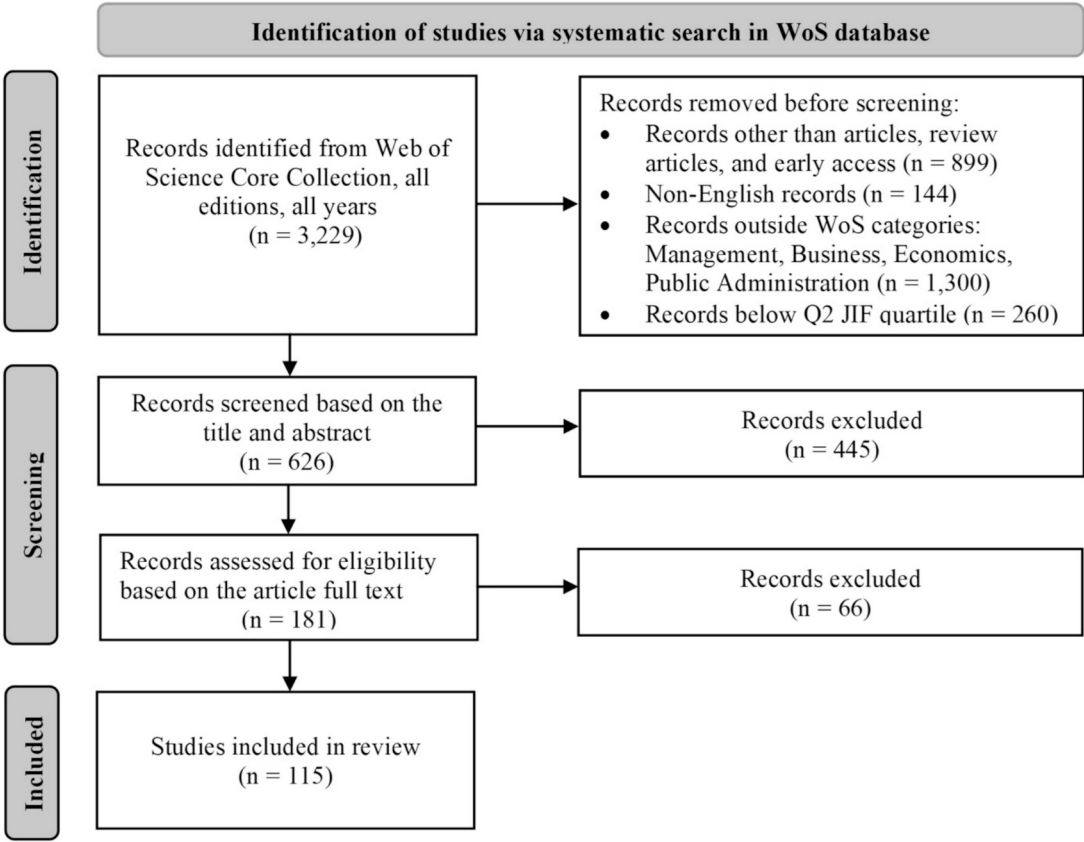 Identification of studies via systematic search in WoS database
Identification
Records identified from Web of
Science Core Collection, all
editions, all years
(n = 3,229)
Records removed before screening:
• Records other than articles, review
articles, and early access (n = 899)
• Non-English records (n = 144)
• Records outside WoS categories:
Management, Business, Economics,
Public Administration (n = 1,300)
• Records below Q2 JIF quartile (n = 260)
Screening
Records screened based on the
title and abstract
(n = 626)
Records excluded
(n = 445)
Records assessed for eligibility
based on the article full text
(n = 181)
Records excluded
(n = 66)
Included
Studies included in review
(n = 115)